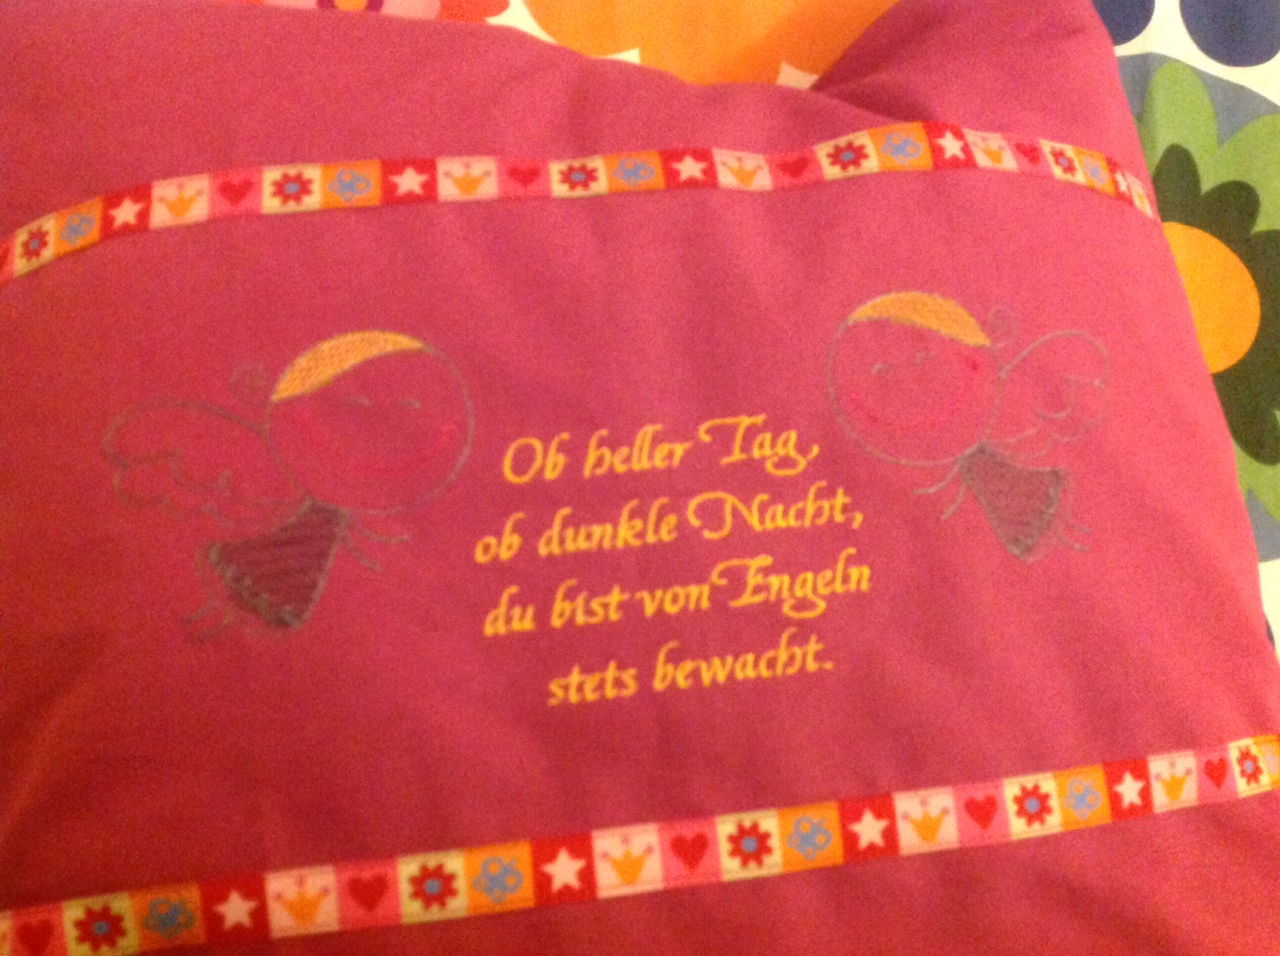 Ob heller Tag,
ob dunkle Nacht,
du bist von Engeln
stets bewacht.